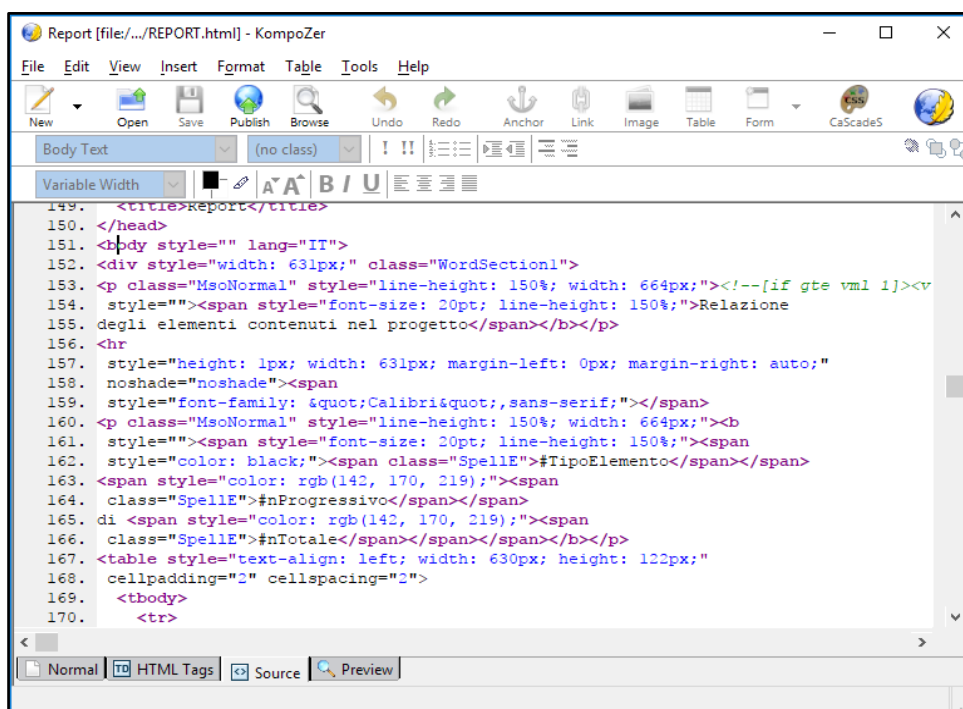 Report [file:/.../REPORT.html] - KompoZer
File Edit View Insert Format Table Tools Help
New Open Save Publish Browse Undo Redo Anchor Link Image Table Form CaScadeS
Body Text (no class) ! !!
Variable Width A A B I U
149. <title>Report</title>
150. </head>
151. <body style="" lang="IT">
152. <div style="width: 631px;" class="WordSection1">
153. <p class="MsoNormal" style="line-height: 150%; width: 664px;"><!--[if gte vml 1]><v
154. style=""><span style="font-size: 20pt; line-height: 150%;">Relazione
155. degli elementi contenuti nel progetto</span></b></p>
156. <hr
157. style="height: 1px; width: 631px; margin-left: 0px; margin-right: auto;"
158. noshade="noshade"><span
159. style="font-family: &quot;Calibri&quot;,sans-serif;"></span>
160. <p class="MsoNormal" style="line-height: 150%; width: 664px;"><b
161. style=""><span style="font-size: 20pt; line-height: 150%;"><span
162. style="color: black;"><span class="SpellE">#TipoElemento</span></span>
163. <span style="color: rgb(142, 170, 219);"><span
164. class="SpellE">#nProgressivo</span></span>
165. di <span style="color: rgb(142, 170, 219);"><span
166. class="SpellE">#nTotale</span></span></span></b></p>
167. <table style="text-align: left; width: 630px; height: 122px;"
168. cellpadding="2" cellspacing="2">
169. <tbody>
170. <tr>
Normal TD HTML Tags Source Preview